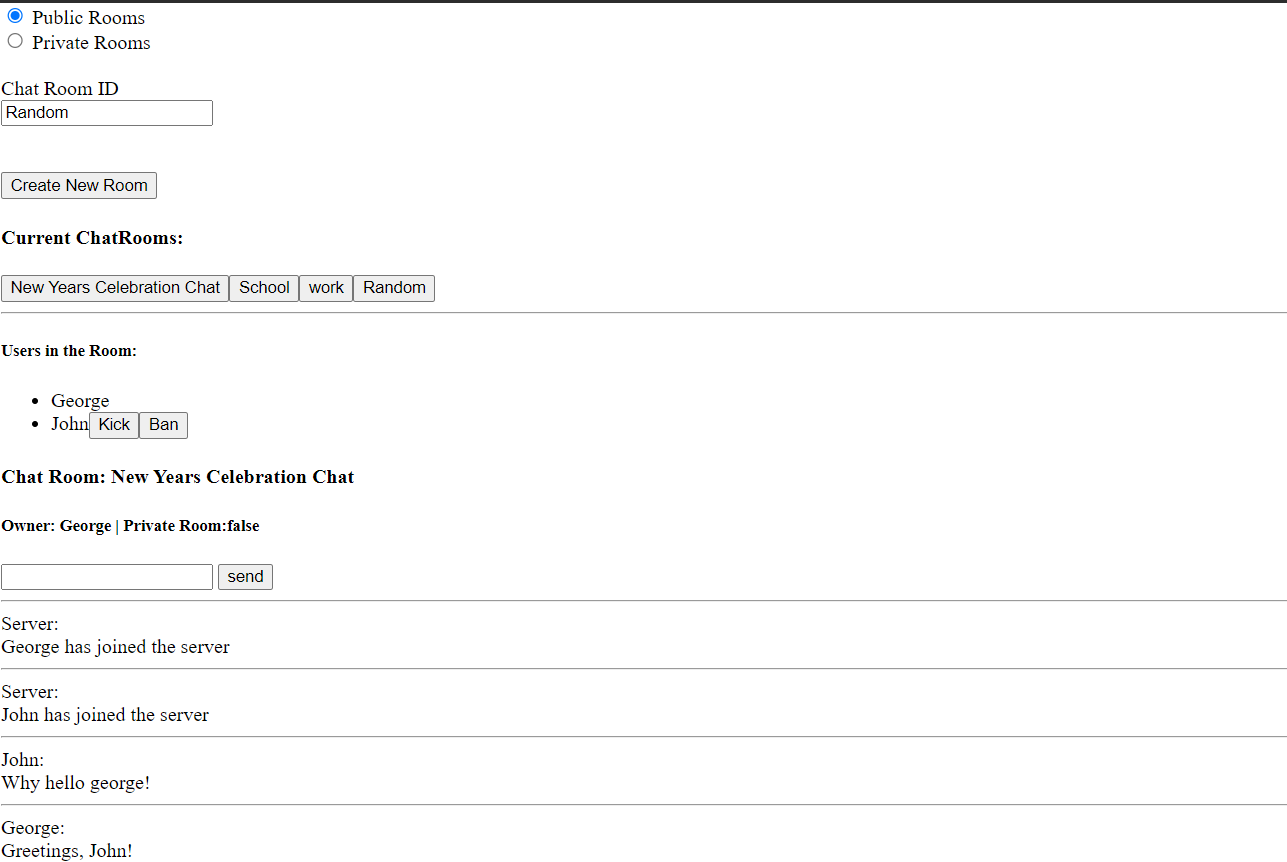 Public Rooms
Private Rooms
Chat Room ID
Random
Create New Room
Current ChatRooms:
New Years Celebration Chat School work Random
Users in the Room:
George
John Kick Ban
Chat Room: New Years Celebration Chat
Owner: George | Private Room:false
send
Server:
George has joined the server
Server:
John has joined the server
John:
Why hello george!
George:
Greetings, John!